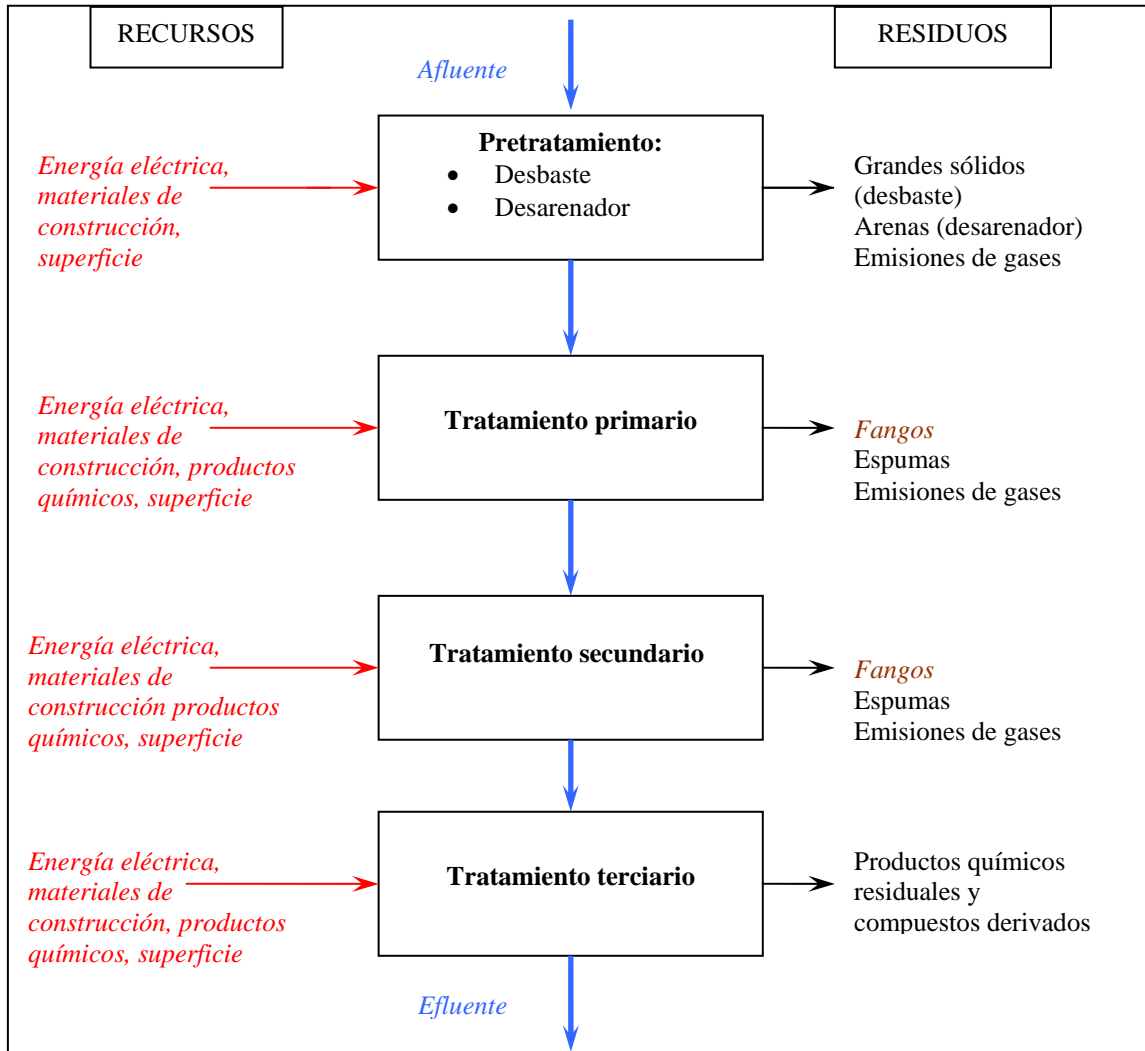 RECURSOS
RESIDUOS
Afluente
Pretratamiento:
• Desbaste
• Desarenador
Energía eléctrica,
materiales de
construcción,
superficie
Grandes sólidos
(desbaste)
Arenas (desarenador)
Emisiones de gases
Energía eléctrica,
materiales de
construcción, productos
químicos, superficie
Tratamiento primario
Fangos
Espumas
Emisiones de gases
Energía eléctrica,
materiales de
construcción productos
químicos, superficie
Tratamiento secundario
Fangos
Espumas
Emisiones de gases
Energía eléctrica,
materiales de
construcción, productos
químicos, superficie
Tratamiento terciario
Productos químicos
residuales y
compuestos derivados
Efluente